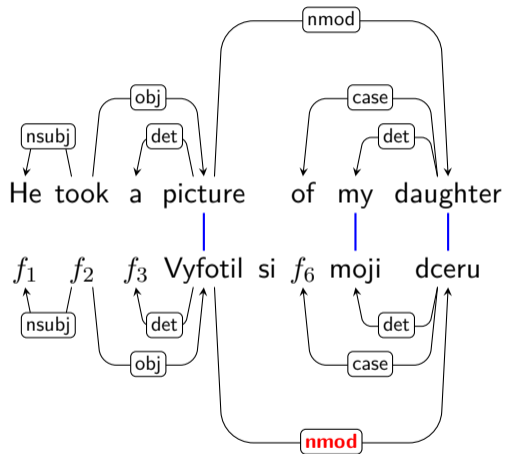 nmod
obj case
nsubj det det
He took a picture of my daughter
f1 f2 f3 Vyfotil si f6 moji dceru
nsubj det det
obj case
nmod